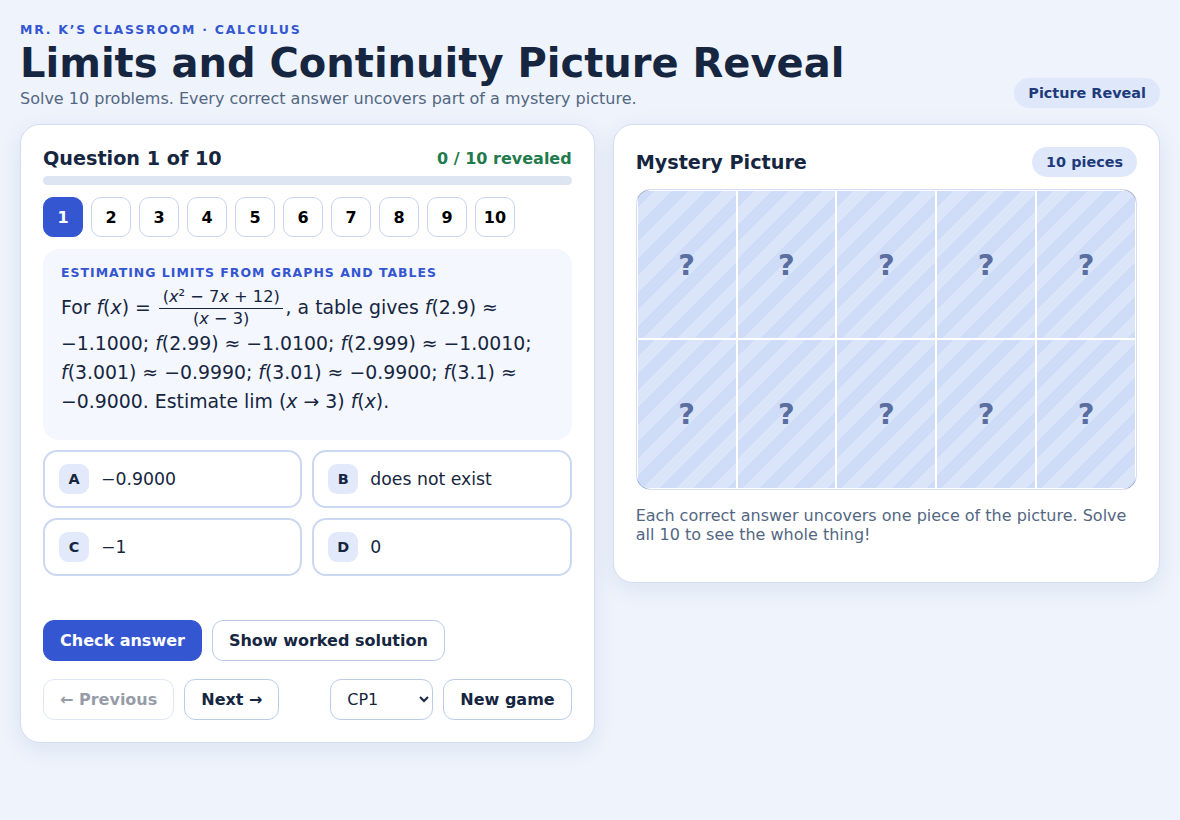 MR. K’S CLASSROOM · CALCULUS
Limits and Continuity Picture Reveal
Solve 10 problems. Every correct answer uncovers part of a mystery picture.
Picture Reveal
Question 1 of 10
0 / 10 revealed
1 2 3 4 5 6 7 8 9 10
ESTIMATING LIMITS FROM GRAPHS AND TABLES
For f(x) = (x² − 7x + 12) / (x − 3), a table gives f(2.9) ≈
−1.1000; f(2.99) ≈ −1.0100; f(2.999) ≈ −1.0010;
f(3.001) ≈ −0.9990; f(3.01) ≈ −0.9900; f(3.1) ≈
−0.9000. Estimate lim (x → 3) f(x).
A −0.9000
B does not exist
C −1
D 0
Check answer
Show worked solution
← Previous
Next →
CP1
New game
Mystery Picture
10 pieces
? ? ? ? ?
? ? ? ? ?
Each correct answer uncovers one piece of the picture. Solve
all 10 to see the whole thing!